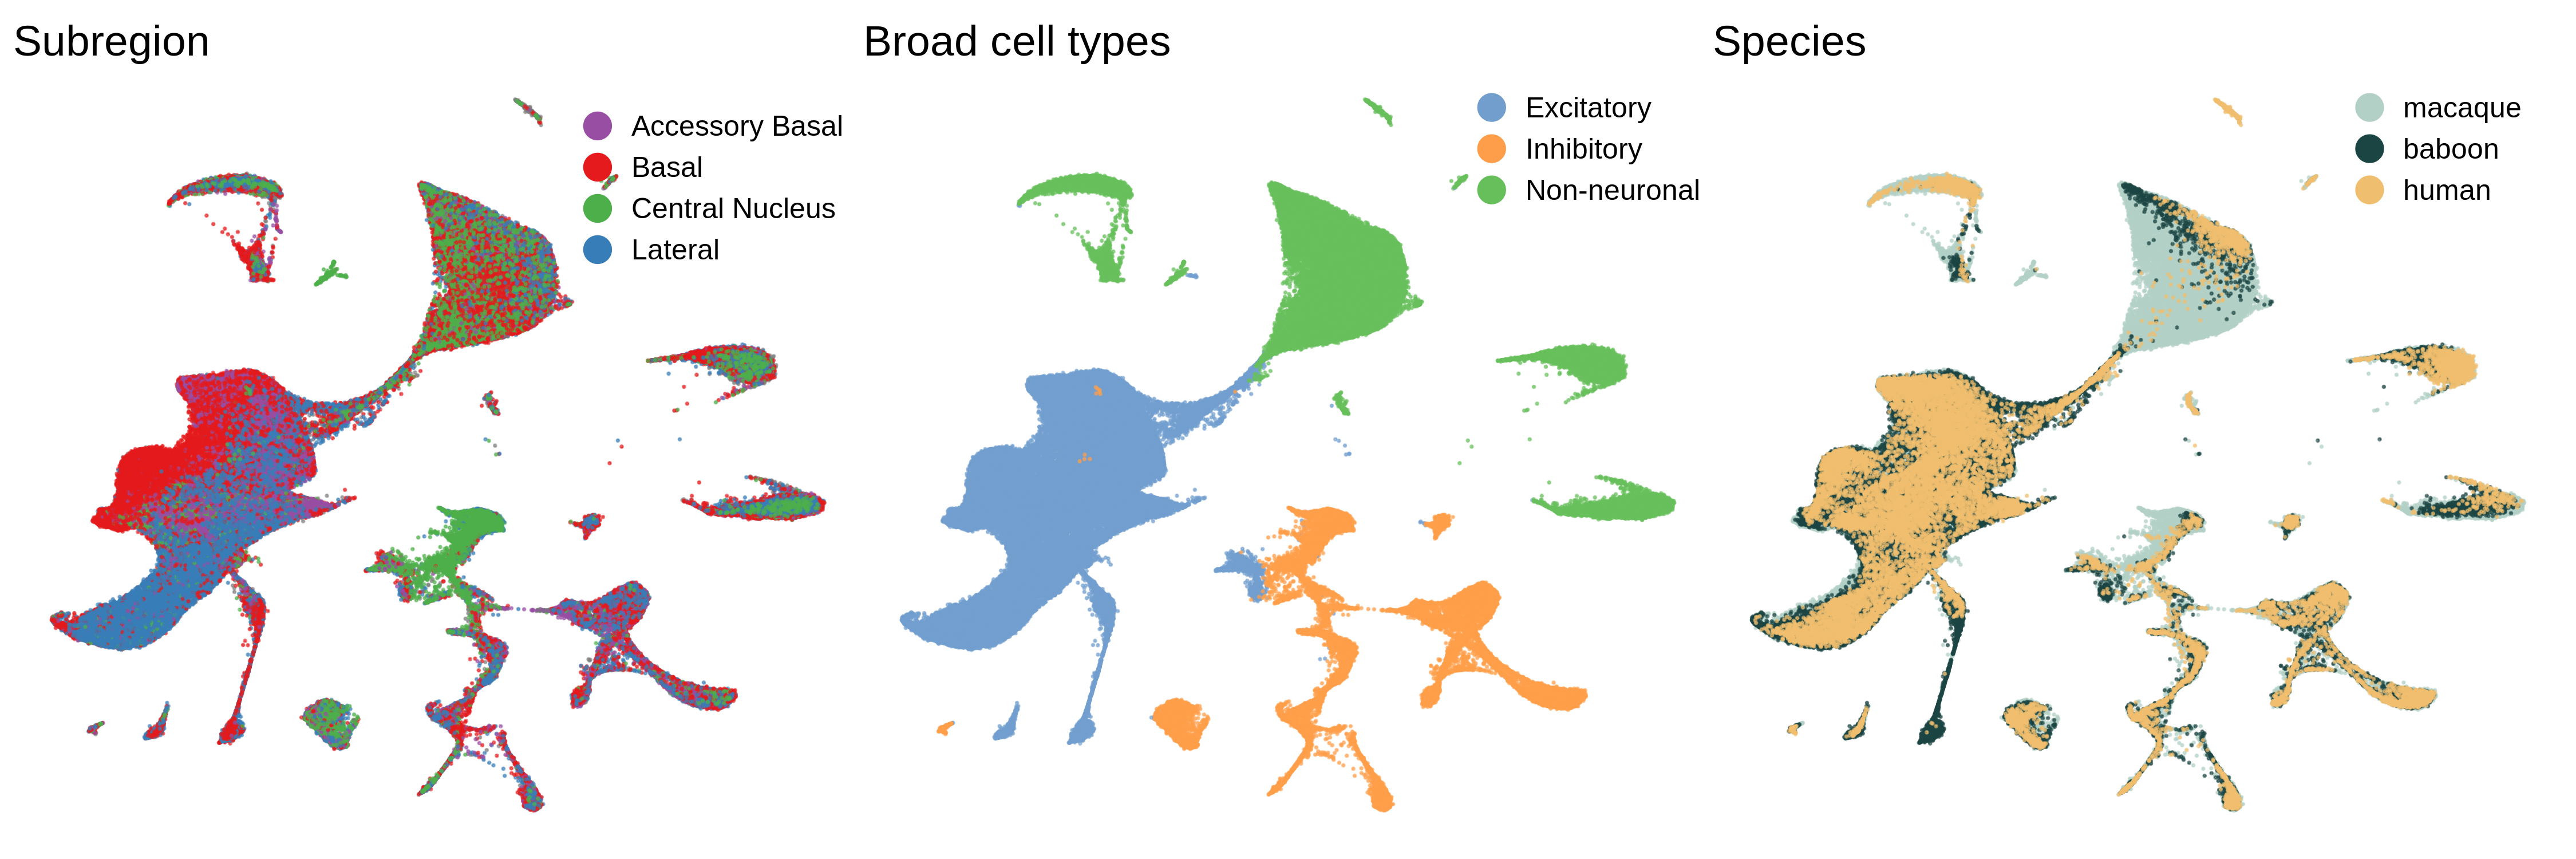 Subregion
Accessory Basal
Basal
Central Nucleus
Lateral
Broad cell types
Excitatory
Inhibitory
Non-neuronal
Species
macaque
baboon
human